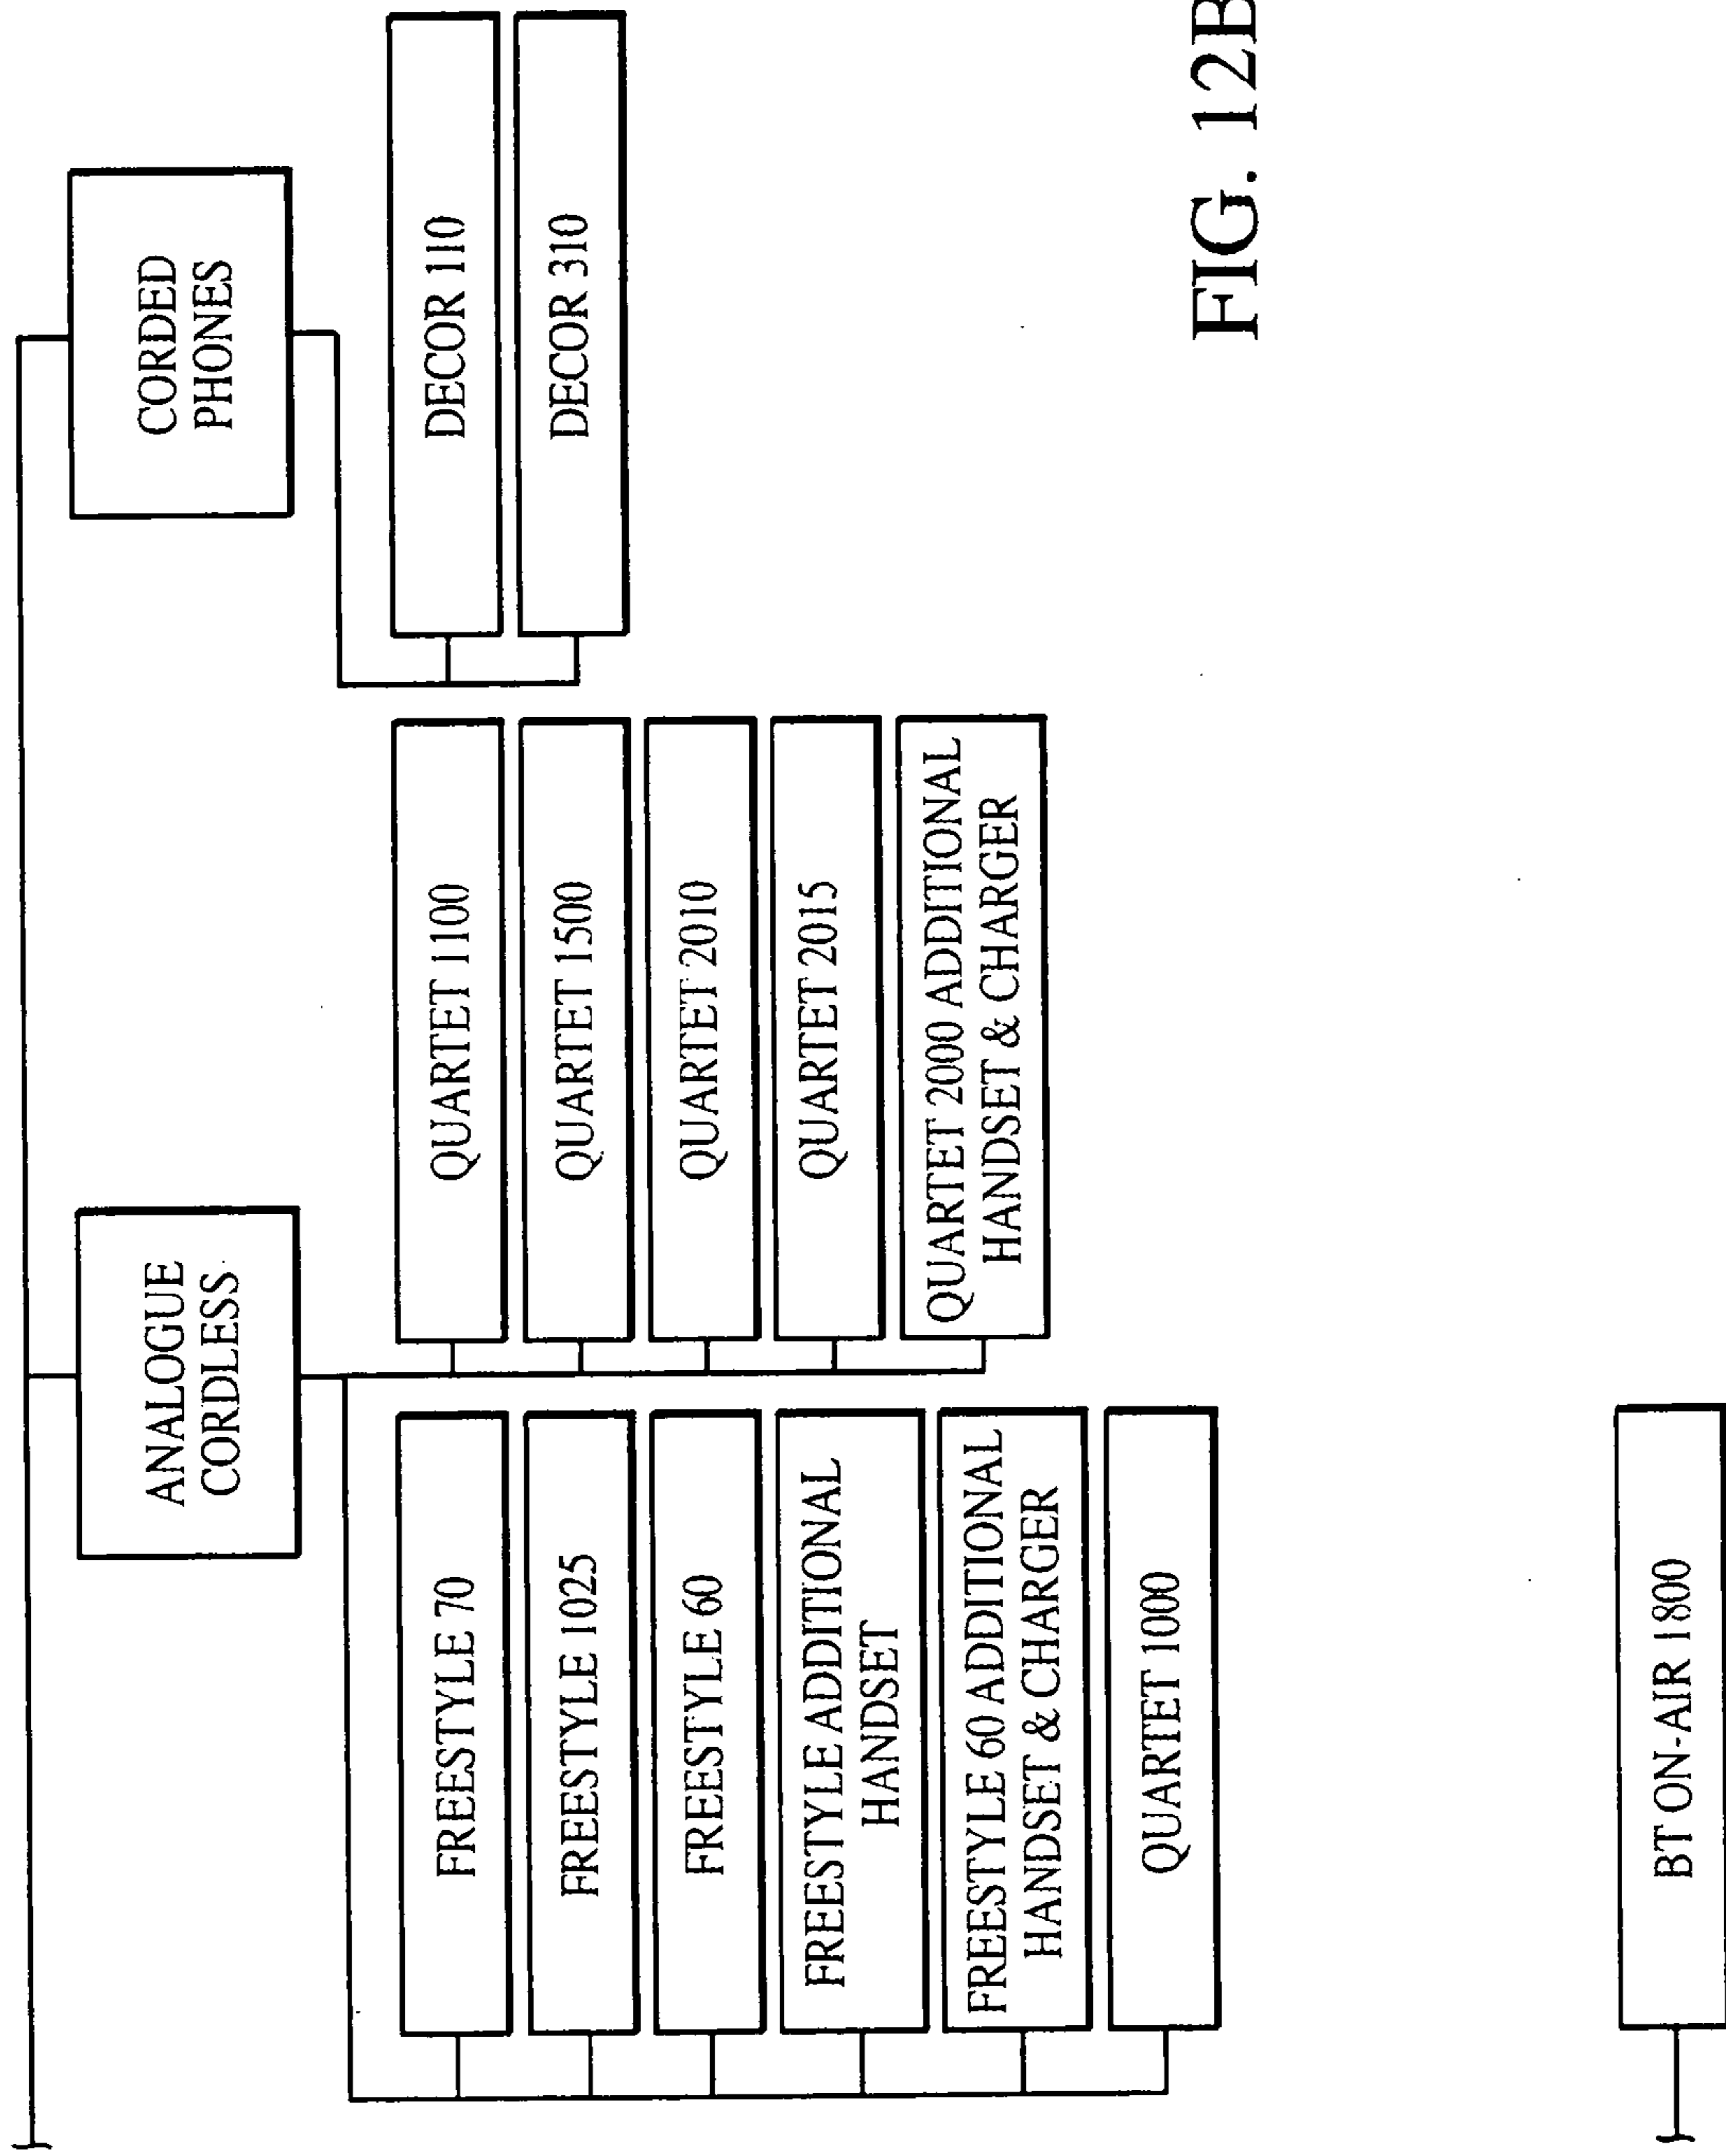 ANALOGUE
CORDLESS
FREESTYLE 70
FREESTYLE 1025
FREESTYLE 60
FREESTYLE ADDITIONAL
HANDSET
FREESTYLE 60 ADDITIONAL
HANDSET & CHARGER
QUARTET 1000
QUARTET 1100
QUARTET 1500
QUARTET 2010
QUARTET 2015
QUARTET 2000 ADDITIONAL
HANDSET & CHARGER
CORDED
PHONES
DECOR 110
DECOR 310
BT ON-AIR 1800
FIG. 12B